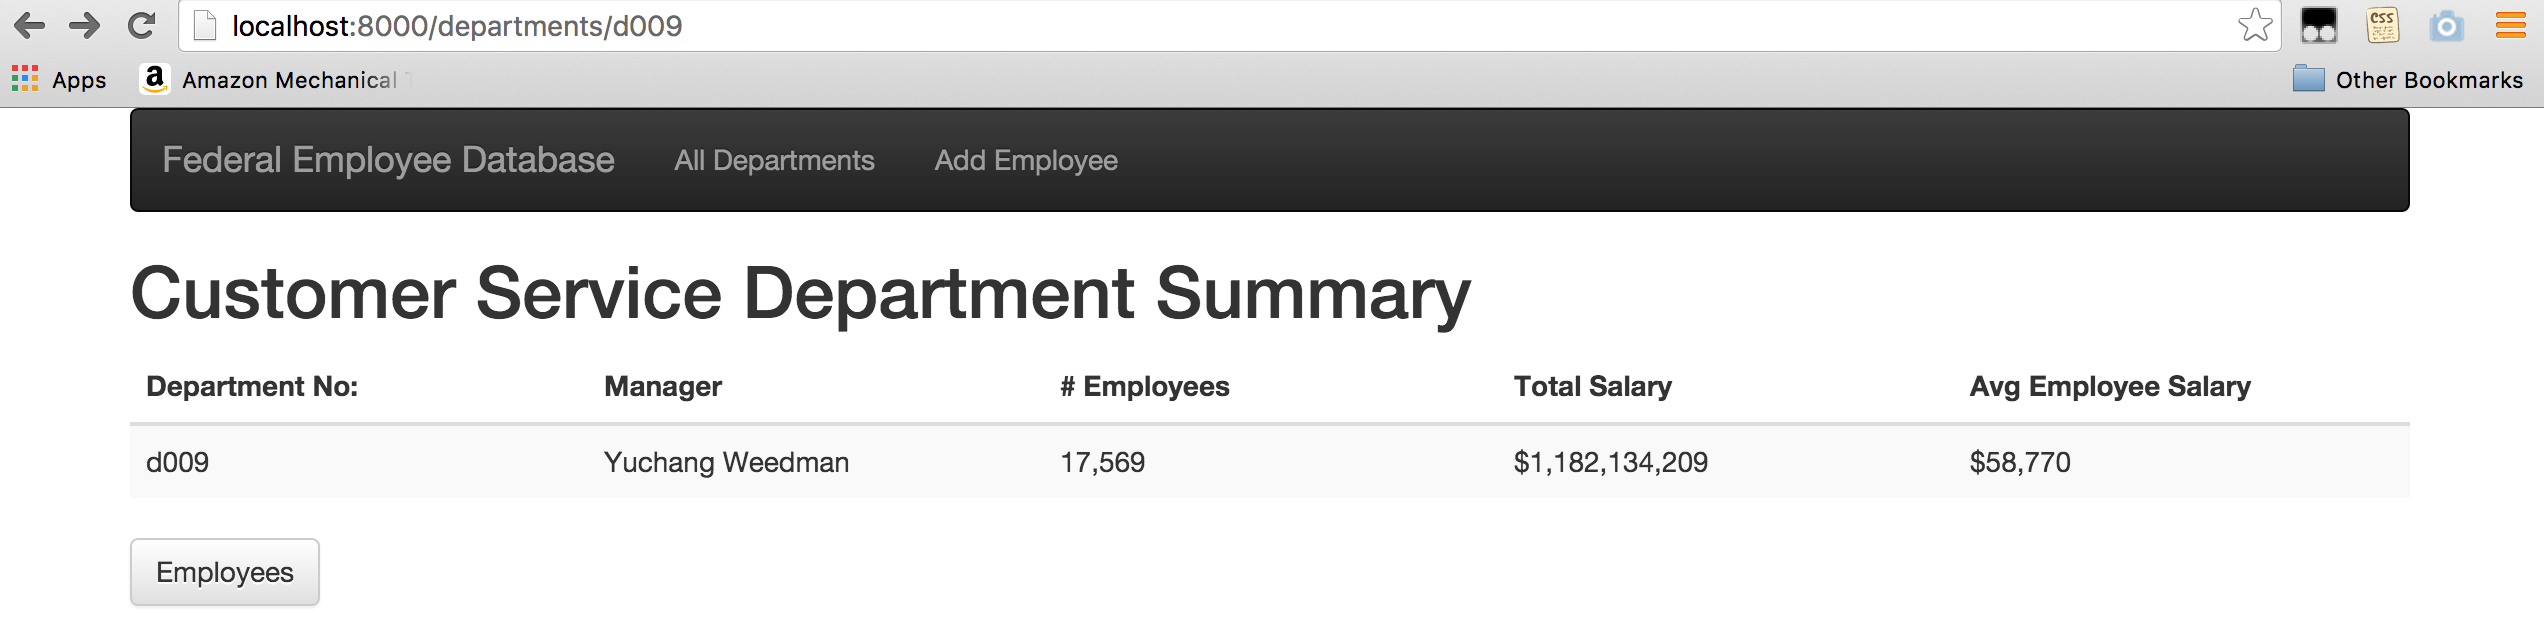 localhost:8000/departments/d009
CSS
Apps
a Amazon Mechanical
Other Bookmarks
Federal Employee Database All Departments Add Employee
Customer Service Department Summary
Department No: Manager # Employees Total Salary Avg Employee Salary
d009 Yuchang Weedman 17,569 $1,182,134,209 $58,770
Employees